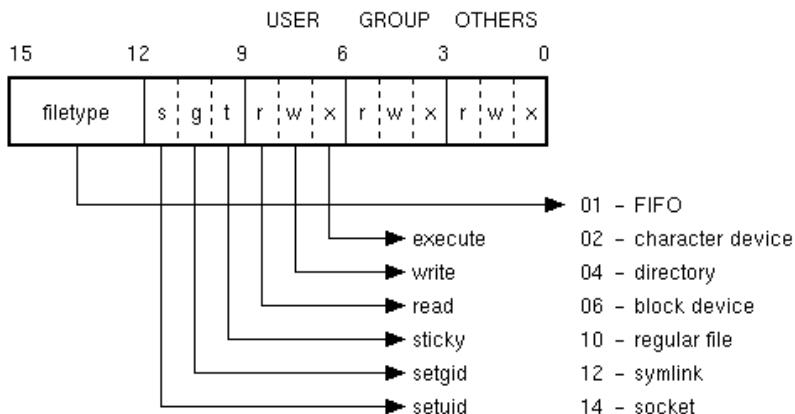 USER GROUP OTHERS
15 12 9 6 3 0
filetype s g t r w x r w x r w x
01 - FIFO
execute 02 - character device
write 04 - directory
read 06 - block device
sticky 10 - regular file
setgid 12 - symlink
setuid 14 - socket